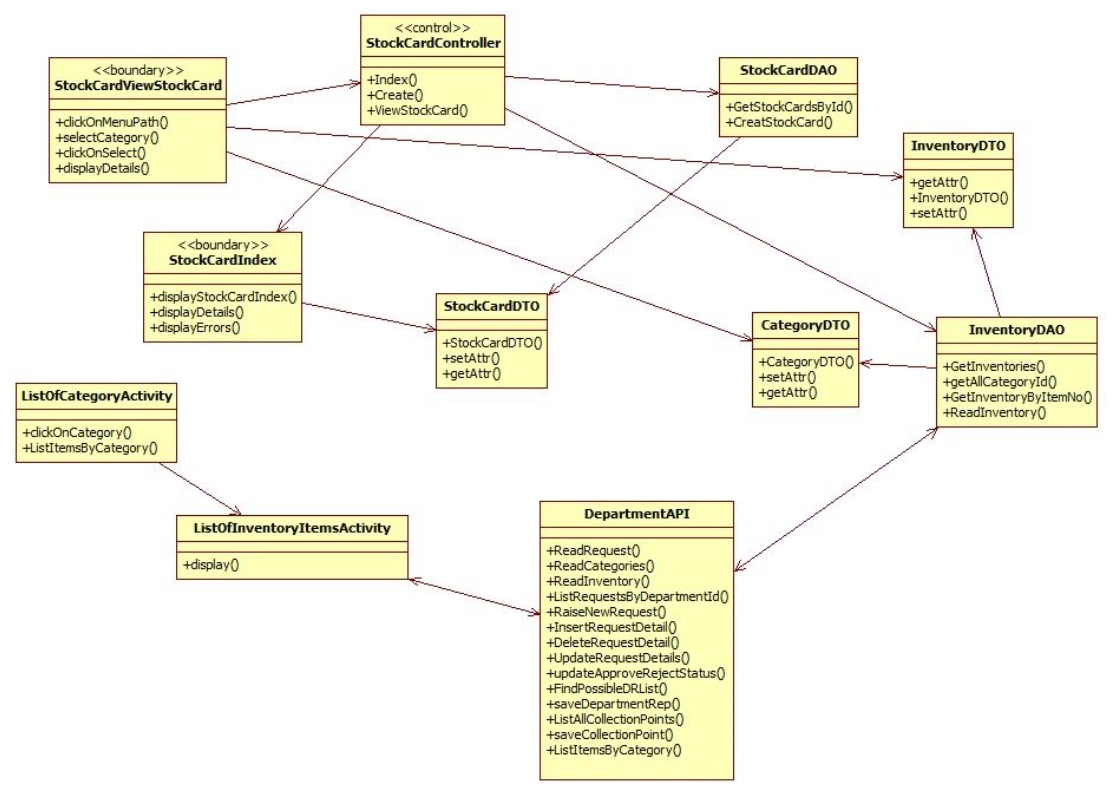 <<control>>
StockCardController
+Index()
+Create()
+ViewStockCard()
<<boundary>>
StockCardViewStockCard
+clickOnMenuPath()
+selectCategory()
+clickOnSelect()
+displayDetails()
StockCardDAO
+GetStockCardsById()
+CreatStockCard()
InventoryDTO
+getAttr()
+InventoryDTO()
+setAttr()
<<boundary>>
StockCardIndex
+displayStockCardIndex()
+displayDetails()
+displayErrors()
StockCardDTO
+StockCardDTO()
+setAttr()
+getAttr()
CategoryDTO
+CategoryDTO()
+setAttr()
+getAttr()
InventoryDAO
+GetInventories()
+getAllCategoryId()
+GetInventoryByItemNo()
+ReadInventory()
ListOfCategoryActivity
+clickOnCategory()
+ListItemsByCategory()
ListOfInventoryItemsActivity
+display()
DepartmentAPI
+ReadRequest()
+ReadCategories()
+ReadInventory()
+ListRequestsByDepartmentId()
+RaiseNewRequest()
+InsertRequestDetail()
+DeleteRequestDetail()
+UpdateRequestDetails()
+updateApproveRejectStatus()
+FindPossibleDRList()
+saveDepartmentRep()
+ListAllCollectionPoints()
+saveCollectionPoint()
+ListItemsByCategory()